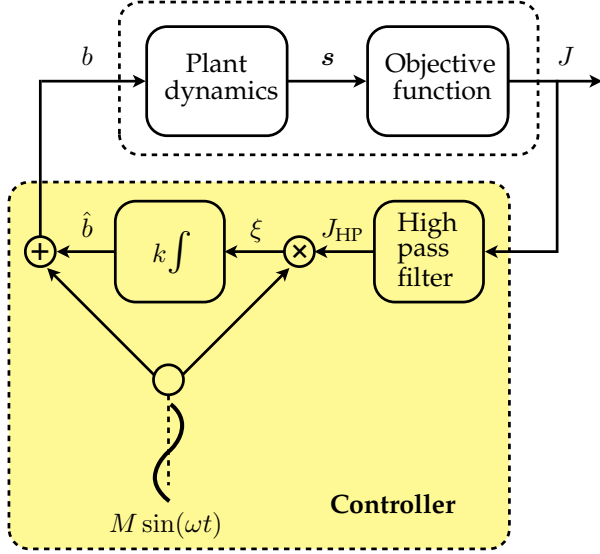 b
Plant
dynamics
s
Objective
function
J
b̂
k∫
ξ
J_HP
High
pass
filter
+
×
M sin(ωt)
Controller